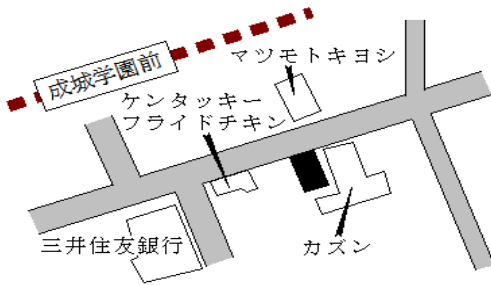 成城学園前
マツモトキヨシ
ケンタッキー
フライドチキン
三井住友銀行
カズン